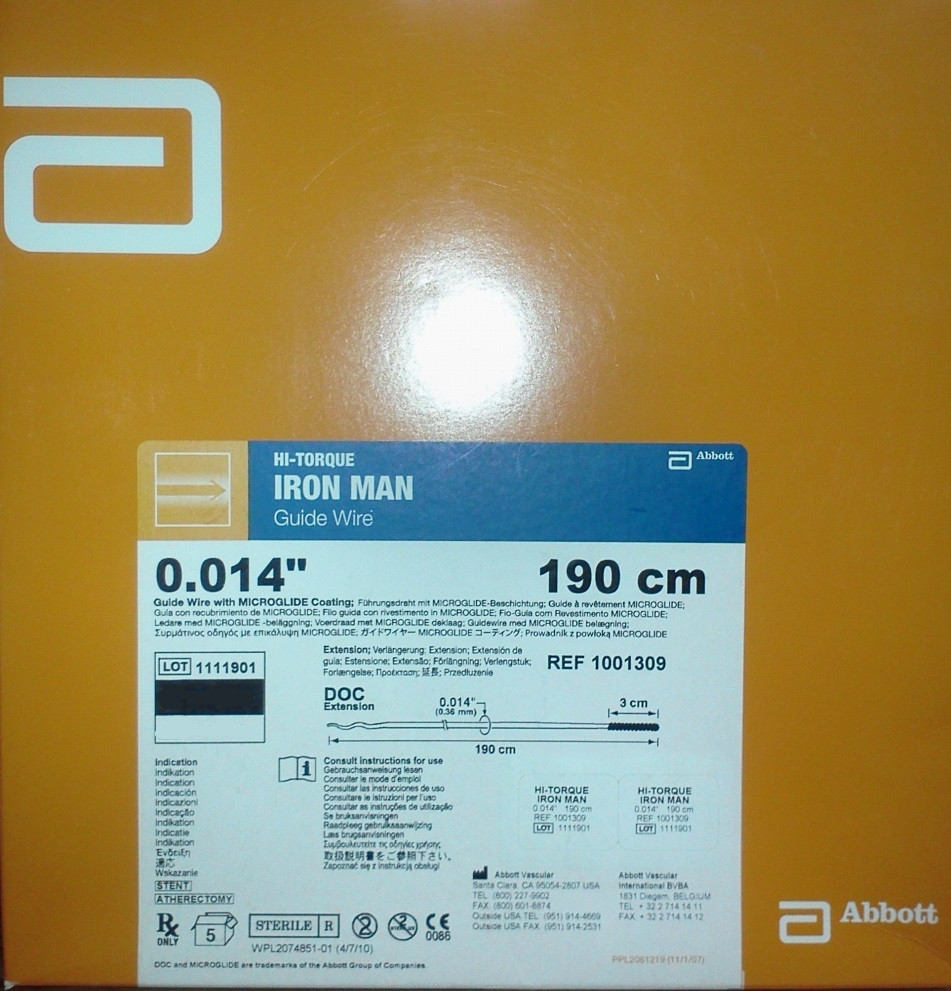 HI-TORQUE
IRON MAN
Guide Wire
Abbott
0.014"
190 cm
Guide Wire with MICROGLIDE Coating; Führungsdraht mit MICROGLIDE-Beschichtung; Guide à revêtement MICROGLIDE;
Guía con recubrimiento de MICROGLIDE; Filo guida con rivestimento in MICROGLIDE; Fio-Guia com Revestimento MICROGLIDE;
Ledare med MICROGLIDE -beläggning; Voerdraad met MICROGLIDE deklaag; Guidewire med MICROGLIDE belægning;
Συρμάτινος οδηγός με επικάλυψη MICROGLIDE; ガイドワイヤー MICROGLIDE コーティング; Prowadnik z powłoką MICROGLIDE
LOT 1111901
Extension; Verlängerung; Extension; Extensión de
guía; Estensione; Extensão; Förlängning; Verlengstuk;
Forlængelse; Προέκταση; 延長; Przedłużenie
REF 1001309
DOC
Extension
0.014"
(0.36 mm)
3 cm
190 cm
Indication
Indikation
Indication
Indicación
Indicazioni
Indicação
Indikation
Indicatie
Indikation
Ένδειξη
適応
Wskazanie
STENT
ATHERECTOMY
Consult instructions for use
Gebrauchsanweisung lesen
Consulter le mode d'emploi
Consultar las instrucciones de uso
Consultare le istruzioni per l'uso
Consultar as instruções de utilização
Se bruksanvisningen
Raadpleeg gebruiksaanwijzing
Læs brugsanvisningen
Συμβουλευτείτε τις οδηγίες χρήσης
取扱説明書をご参照下さい。
Zapoznać się z instrukcją obsługi
HI-TORQUE
IRON MAN
0.014" 190 cm
REF 1001309
LOT 1111901
HI-TORQUE
IRON MAN
0.014" 190 cm
REF 1001309
LOT 1111901
Abbott Vascular
Santa Clara, CA 95054-2807 USA
TEL: (800) 227-9902
FAX: (800) 601-8874
Outside USA TEL: (951) 914-4669
Outside USA FAX: (951) 914-2531
Abbott Vascular
International BVBA
1831 Diegem, BELGIUM
TEL: + 32 2 714 14 11
FAX: + 32 2 714 14 12
Rx
ONLY
5
STERILE R
2
2
CE
0086
WPL2074851-01 (4/7/10)
DOC and MICROGLIDE are trademarks of the Abbott Group of Companies.
PPL2061219 (11/1/07)
Abbott